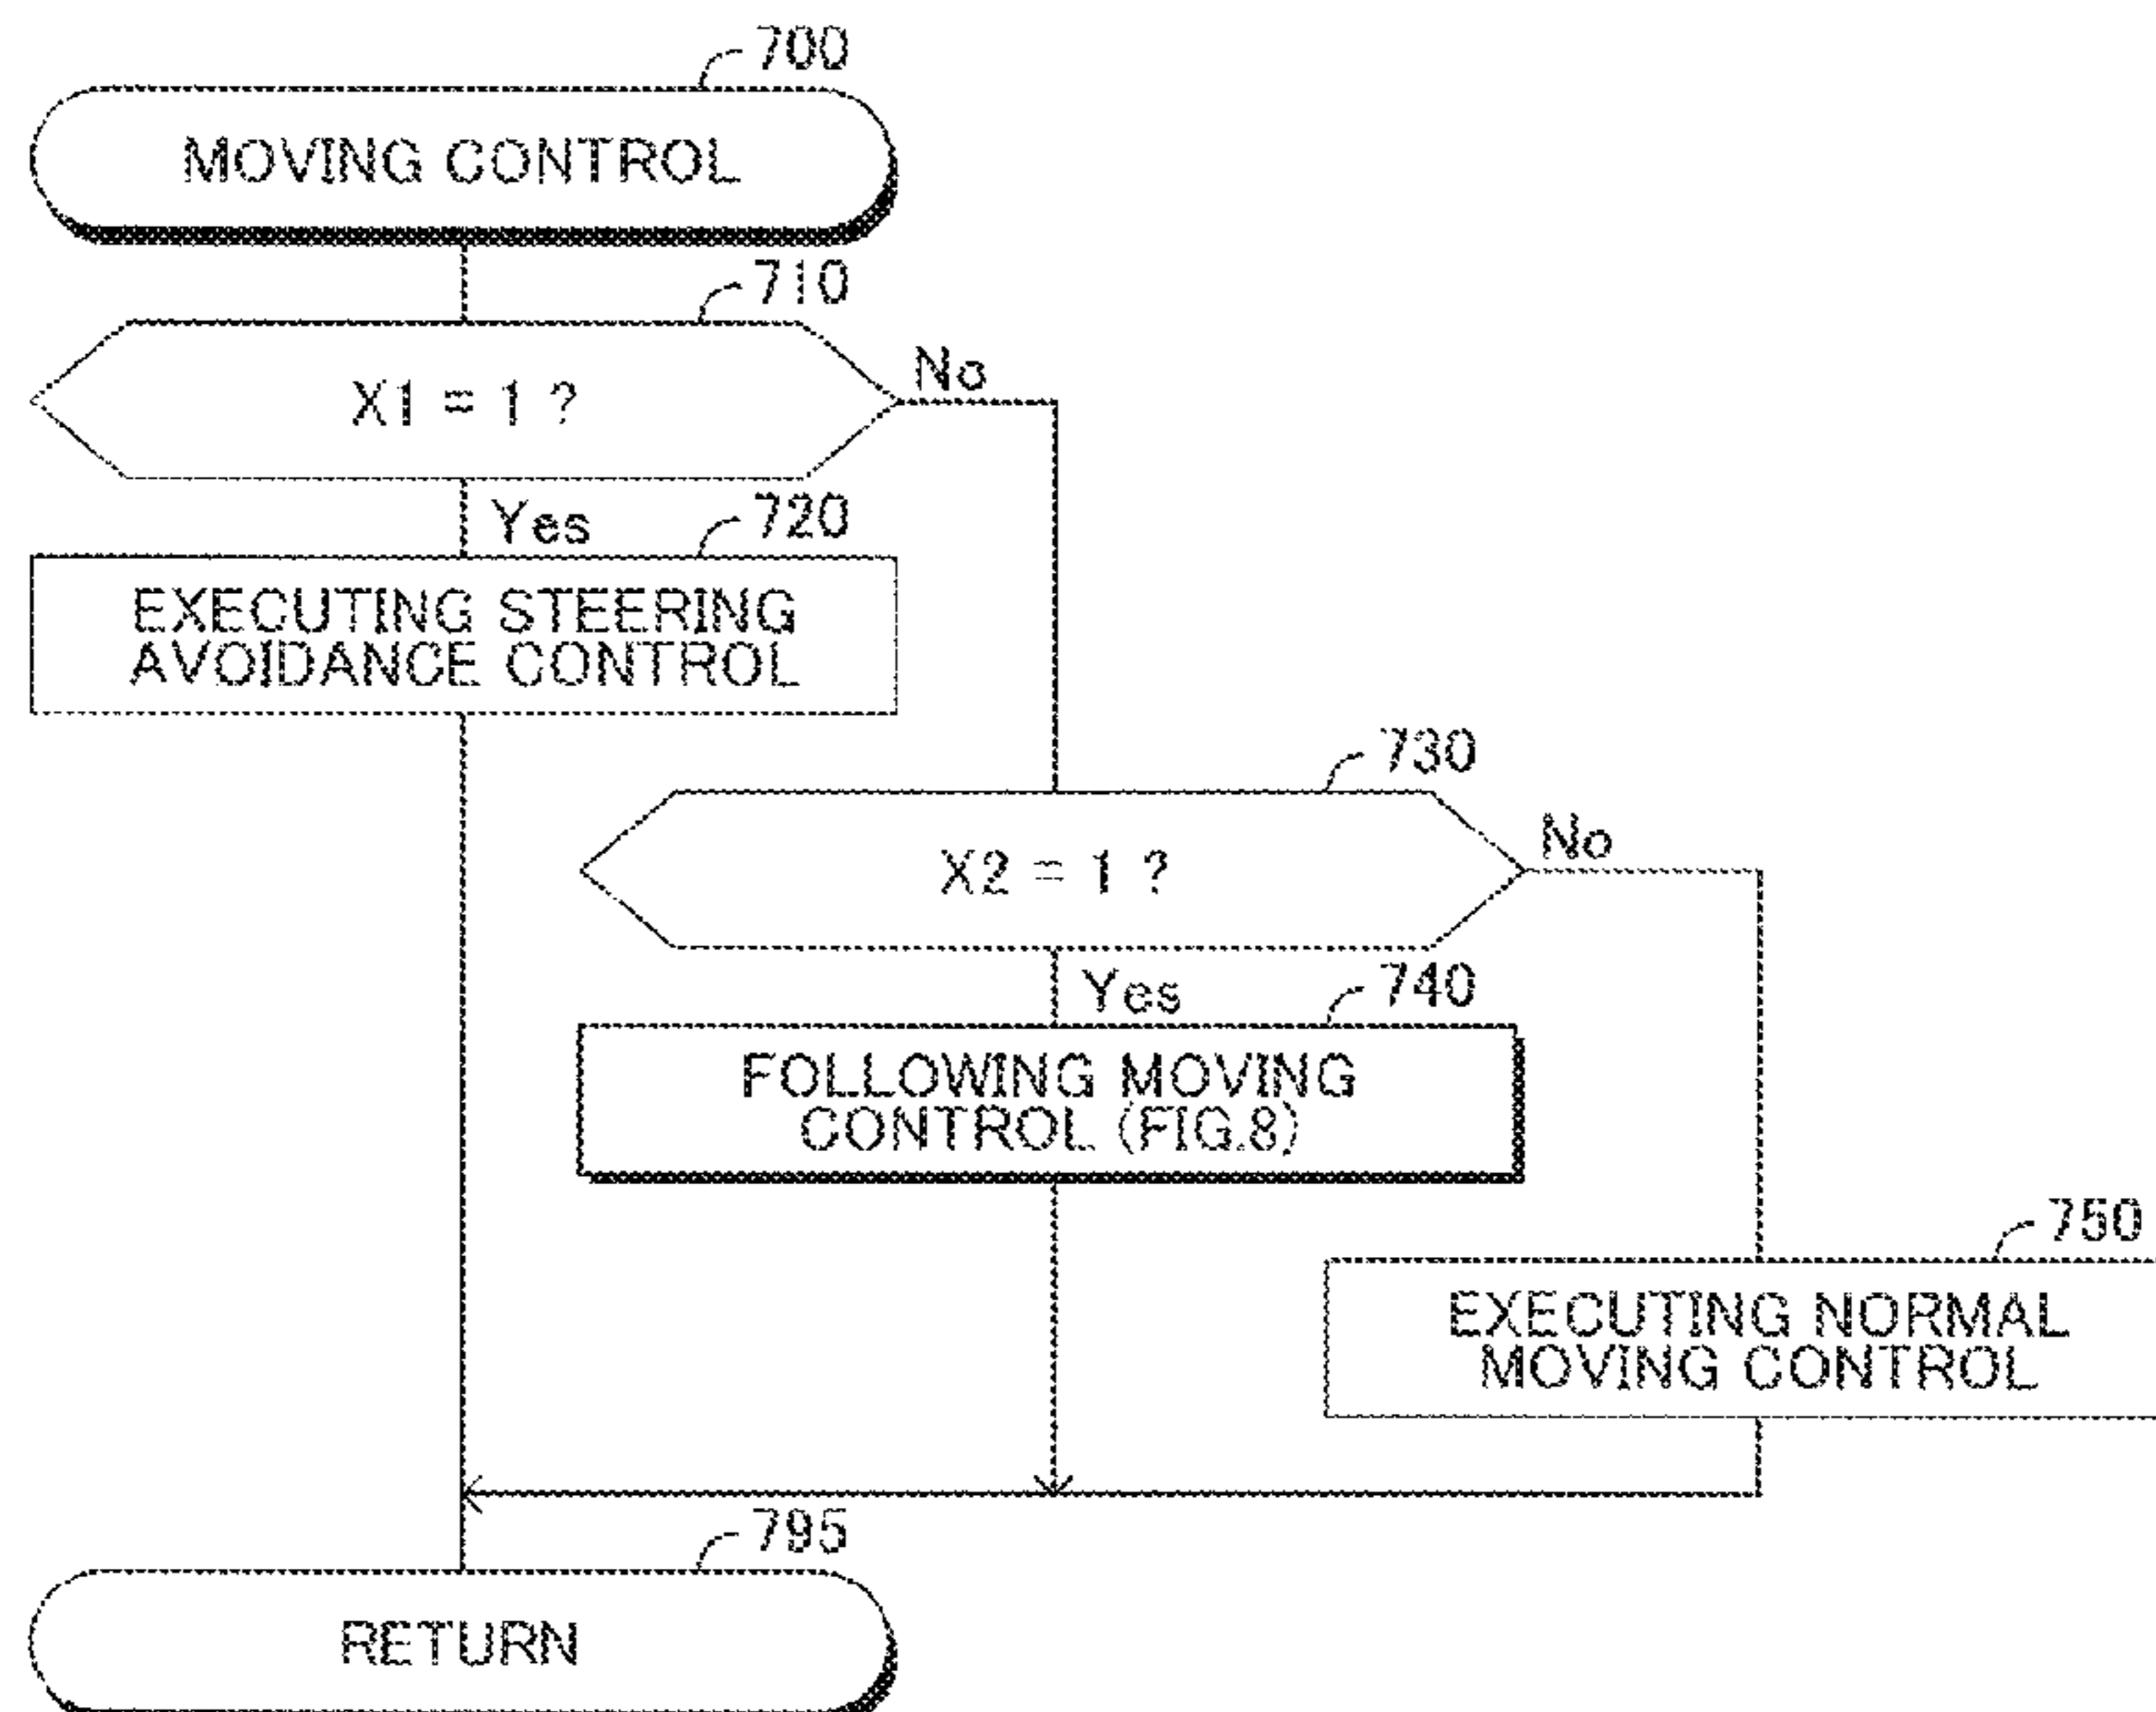 700
MOVING CONTROL
710
X1 = 1 ?
No
Yes
720
EXECUTING STEERING
AVOIDANCE CONTROL
730
X2 = 1 ?
No
Yes
740
FOLLOWING MOVING
CONTROL (FIG.8)
750
EXECUTING NORMAL
MOVING CONTROL
795
RETURN